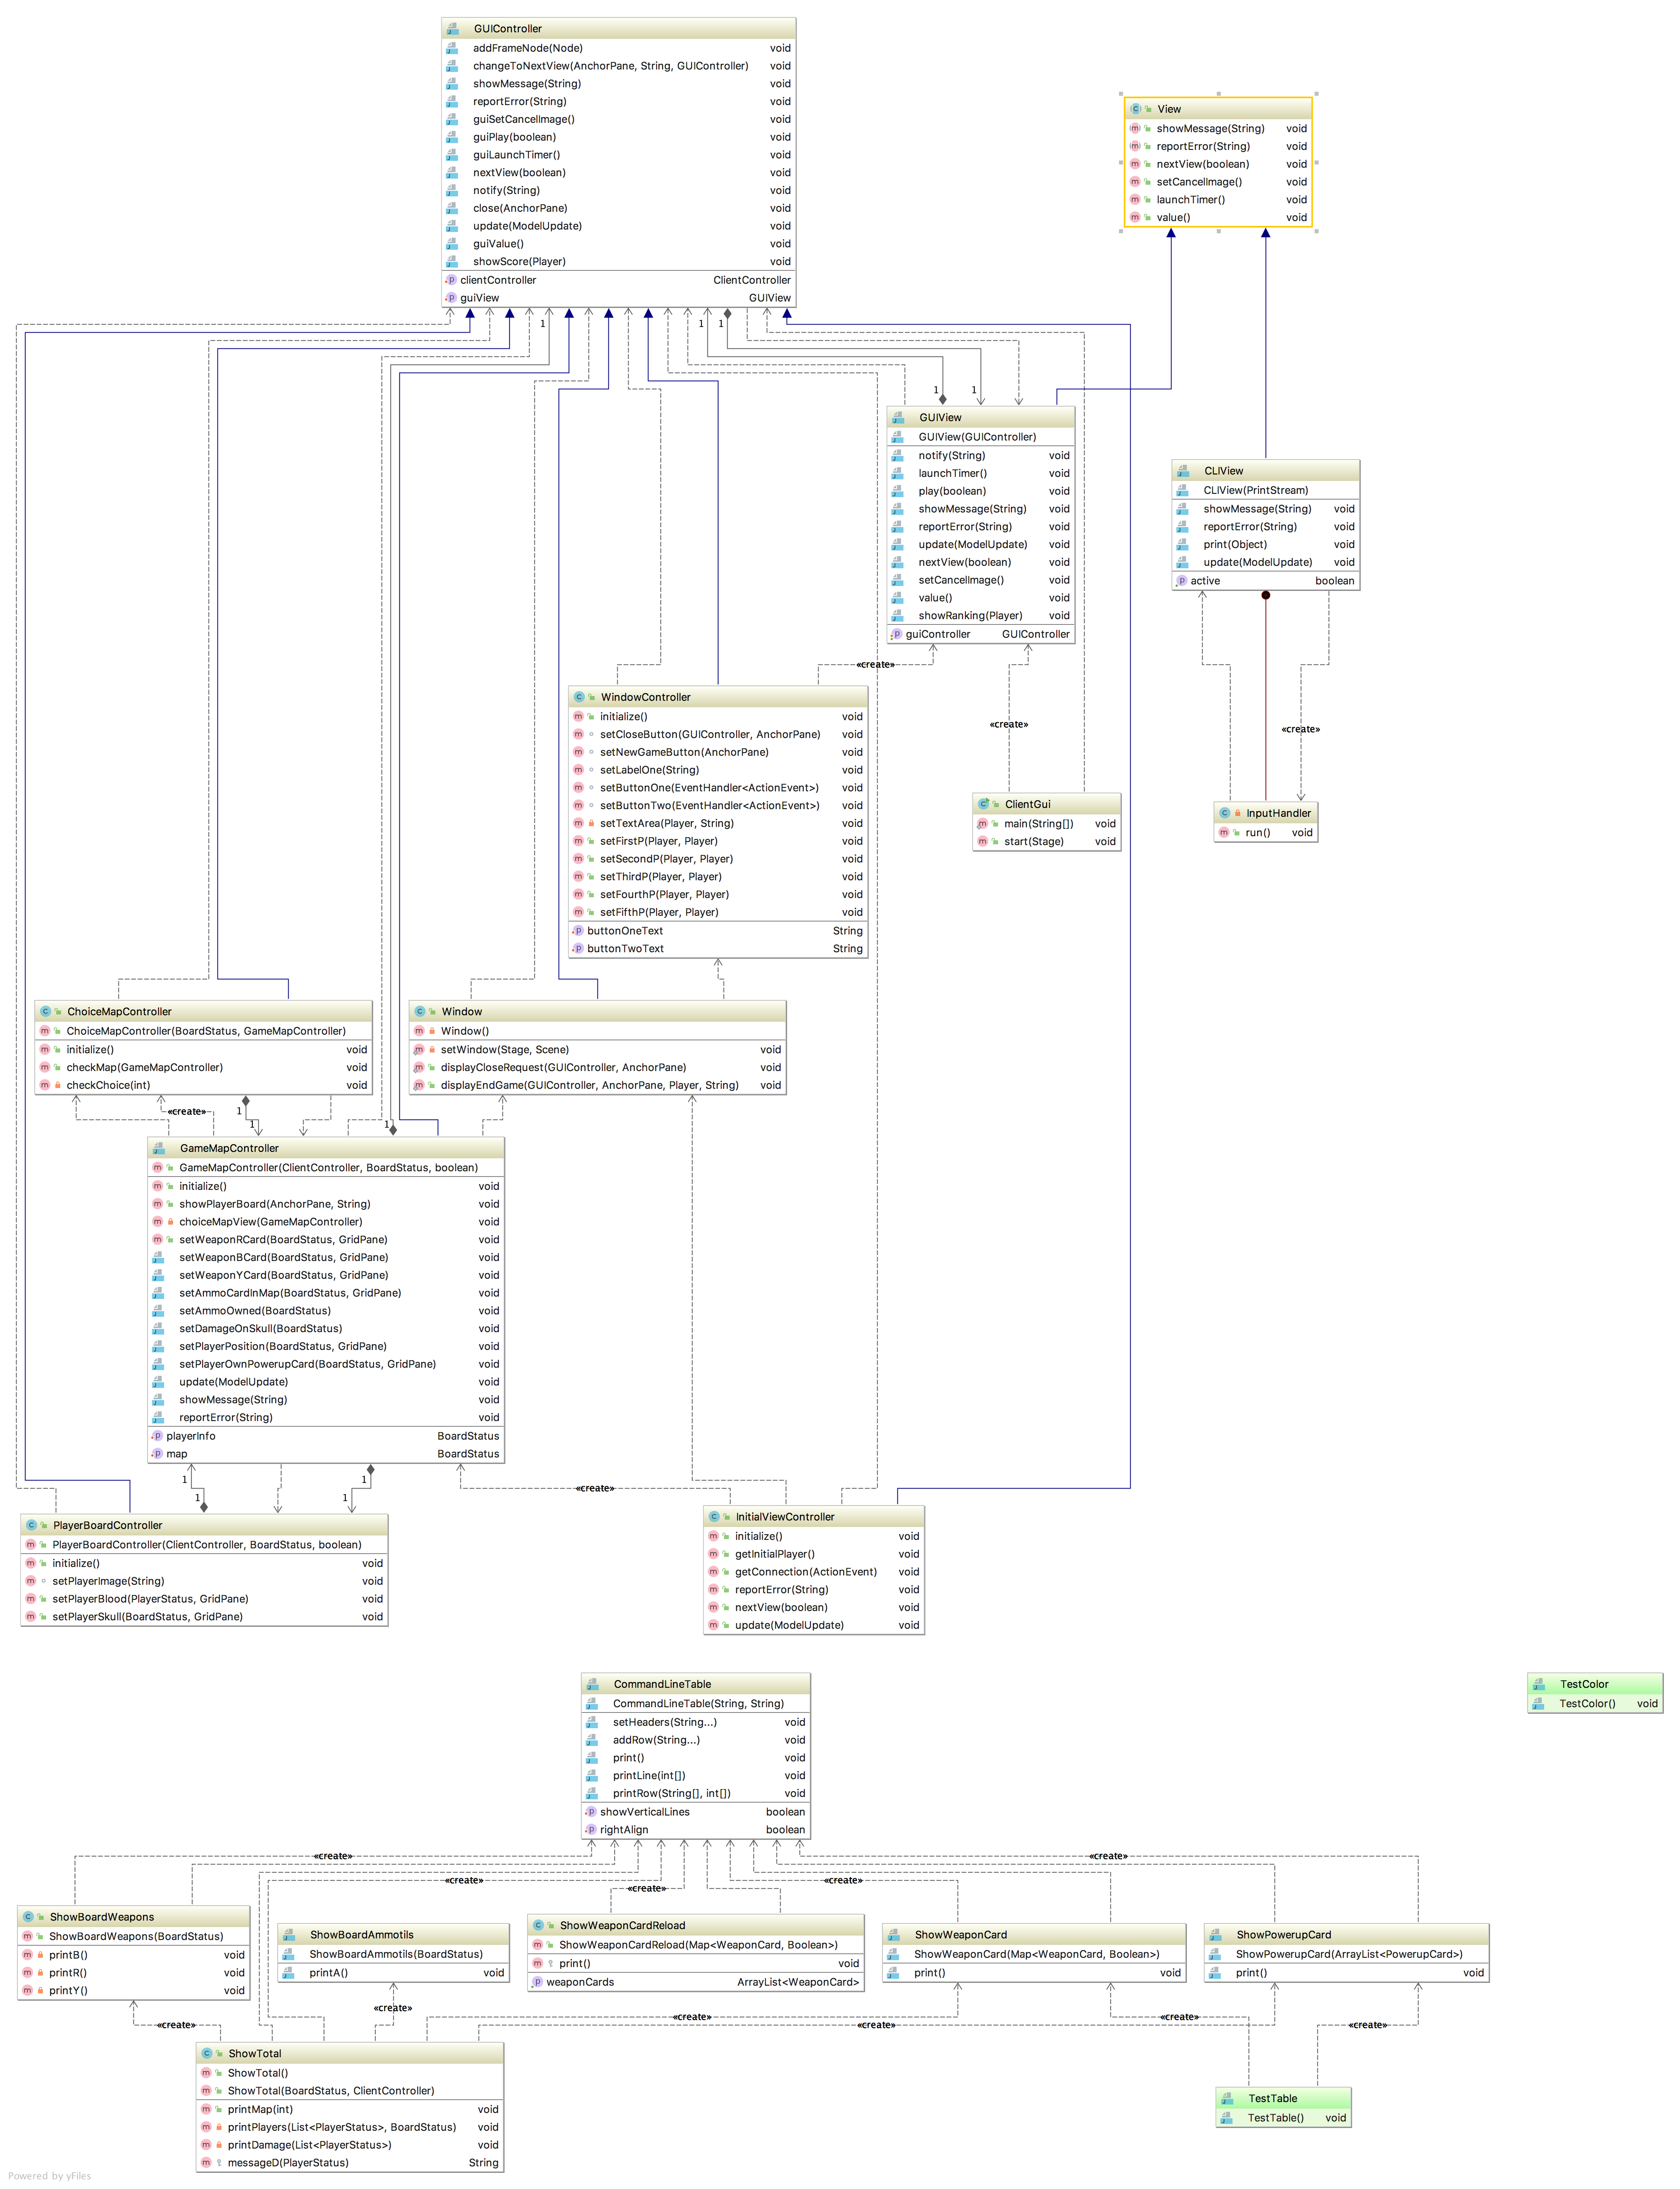 GUIController
addFrameNode(Node) void
changeToNextView(AnchorPane, String, GUIController) void
showMessage(String) void
reportError(String) void
guiSetCancelImage() void
guiPlay(boolean) void
guiLaunchTimer() void
nextView(boolean) void
notify(String) void
close(AnchorPane) void
update(ModelUpdate) void
guiValue() void
showScore(Player) void
clientController ClientController
guiView GUIView
View
showMessage(String) void
reportError(String) void
nextView(boolean) void
setCancelImage() void
launchTimer() void
value() void
1
1
1
1
1
GUIView
GUIView(GUIController)
notify(String) void
launchTimer() void
play(boolean) void
showMessage(String) void
reportError(String) void
update(ModelUpdate) void
nextView(boolean) void
setCancelImage() void
value() void
showRanking(Player) void
guiController GUIController
CLIView
CLIView(PrintStream)
showMessage(String) void
reportError(String) void
print(Object) void
update(ModelUpdate) void
active boolean
«create»
«create»
«create»
WindowController
initialize() void
setCloseButton(GUIController, AnchorPane) void
setNewGameButton(AnchorPane) void
setLabelOne(String) void
setButtonOne(EventHandler<ActionEvent>) void
setButtonTwo(EventHandler<ActionEvent>) void
setTextArea(Player, String) void
setFirstP(Player, Player) void
setSecondP(Player, Player) void
setThirdP(Player, Player) void
setFourthP(Player, Player) void
setFifthP(Player, Player) void
buttonOneText String
buttonTwoText String
ClientGui
main(String[]) void
start(Stage) void
InputHandler
run() void
ChoiceMapController
ChoiceMapController(BoardStatus, GameMapController)
initialize() void
checkMap(GameMapController) void
checkChoice(int) void
Window
Window()
setWindow(Stage, Scene) void
displayCloseRequest(GUIController, AnchorPane) void
displayEndGame(GUIController, AnchorPane, Player, String) void
«create»
1
1
1
GameMapController
GameMapController(ClientController, BoardStatus, boolean)
initialize() void
showPlayerBoard(AnchorPane, String) void
choiceMapView(GameMapController) void
setWeaponRCard(BoardStatus, GridPane) void
setWeaponBCard(BoardStatus, GridPane) void
setWeaponYCard(BoardStatus, GridPane) void
setAmmoCardInMap(BoardStatus, GridPane) void
setAmmoOwned(BoardStatus) void
setDamageOnSkull(BoardStatus) void
setPlayerPosition(BoardStatus, GridPane) void
setPlayerOwnPowerupCard(BoardStatus, GridPane) void
update(ModelUpdate) void
showMessage(String) void
reportError(String) void
playerInfo BoardStatus
map BoardStatus
1
1
1
1
«create»
PlayerBoardController
PlayerBoardController(ClientController, BoardStatus, boolean)
initialize() void
setPlayerImage(String) void
setPlayerBlood(PlayerStatus, GridPane) void
setPlayerSkull(BoardStatus, GridPane) void
InitialViewController
initialize() void
getInitialPlayer() void
getConnection(ActionEvent) void
reportError(String) void
nextView(boolean) void
update(ModelUpdate) void
CommandLineTable
CommandLineTable(String, String)
setHeaders(String...) void
addRow(String...) void
print() void
printLine(int[]) void
printRow(String[], int[]) void
showVerticalLines boolean
rightAlign boolean
TestColor
TestColor() void
«create»
«create»
«create»
«create»
«create»
ShowBoardWeapons
ShowBoardWeapons(BoardStatus)
printB() void
printR() void
printY() void
ShowBoardAmmotils
ShowBoardAmmotils(BoardStatus)
printA() void
ShowWeaponCardReload
ShowWeaponCardReload(Map<WeaponCard, Boolean>)
print() void
weaponCards ArrayList<WeaponCard>
ShowWeaponCard
ShowWeaponCard(Map<WeaponCard, Boolean>)
print() void
ShowPowerupCard
ShowPowerupCard(ArrayList<PowerupCard>)
print() void
«create»
«create»
«create»
«create»
«create»
«create»
ShowTotal
ShowTotal()
ShowTotal(BoardStatus, ClientController)
printMap(int) void
printPlayers(List<PlayerStatus>, BoardStatus) void
printDamage(List<PlayerStatus>) void
messageD(PlayerStatus) String
TestTable
TestTable() void
Powered by yFiles